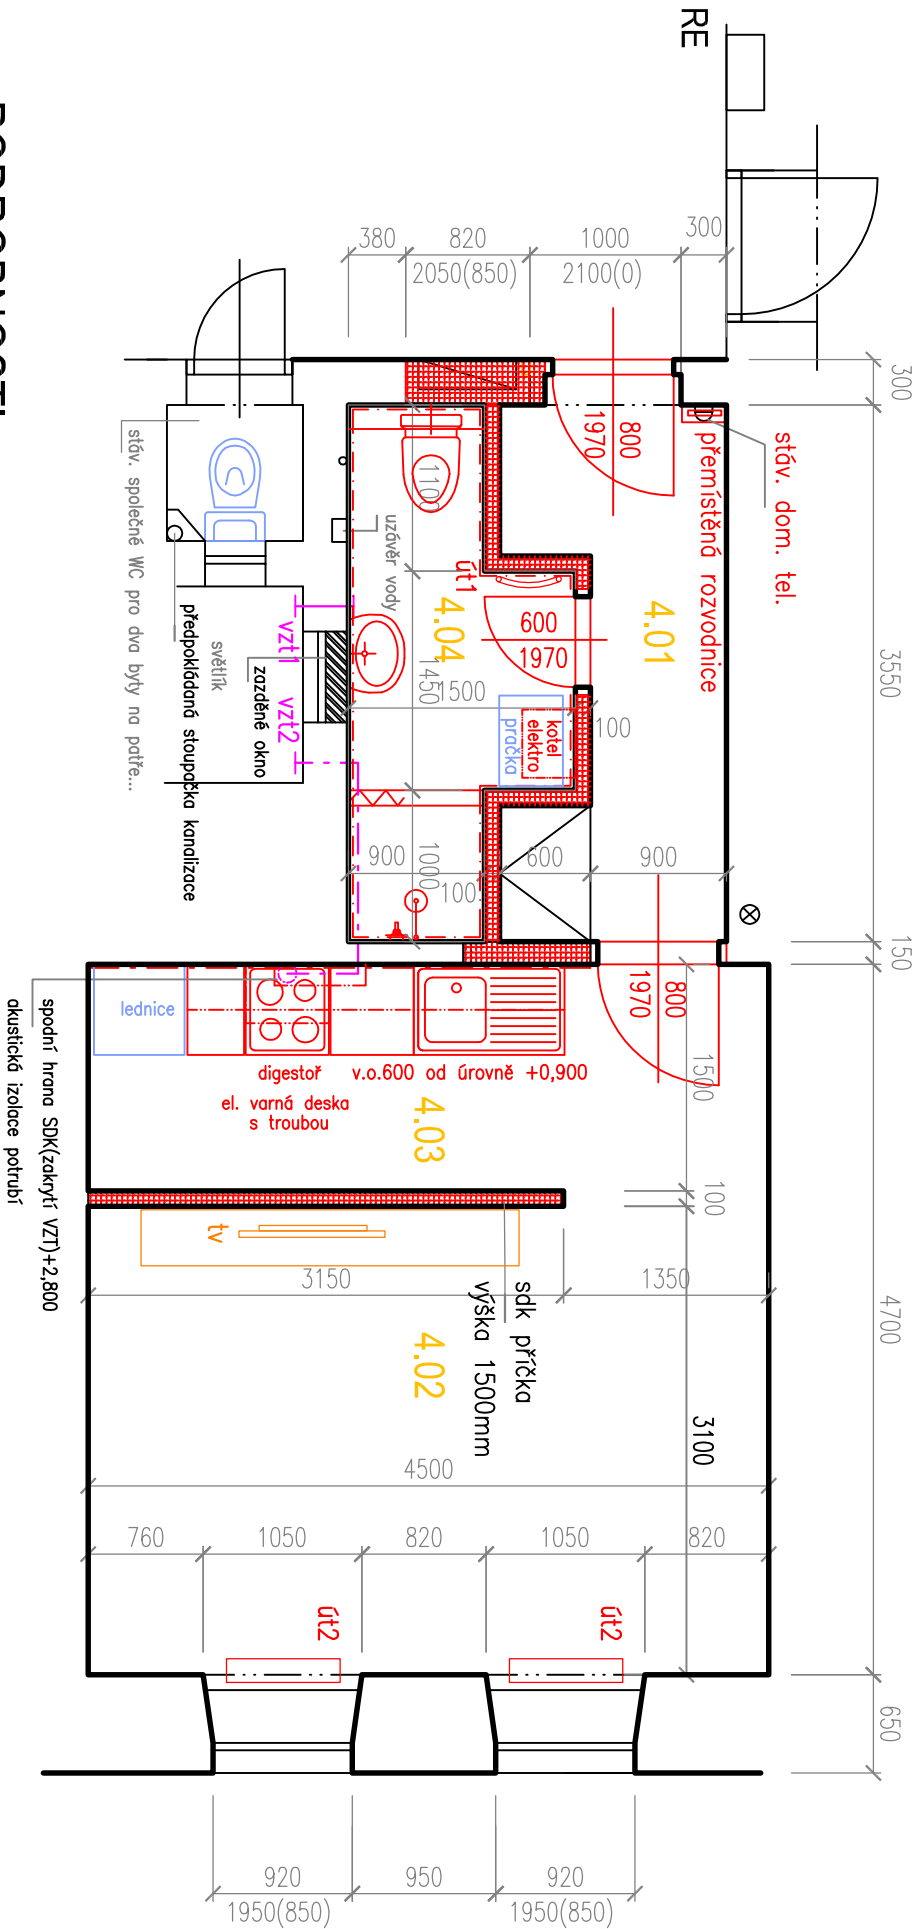 RE
300
1000
2100(0)
820
2050(850)
380
300
3550
150
4700
650
stáv. dom. tel.
přemístěná rozvodnice
800
1970
4.01
1100
uzávěr vody
út1
4.04
600
1970
1450
1500
100
kotel
elektro
pračka
vzt1
vzt2
světlík
zazděné okno
předpokládaná stoupačka kanalizace
stáv. společné WC pro dva byty na patře...
900
1000
100
600
900
800
1970
1500
lednice
digestoř
v.o.600 od úrovně +0,900
el. varná deska
s troubou
4.03
spodní hrana SDK(zakrytí VZT)+2,800
akustická izolace potrubí
100
tv
3150
1350
sdk příčka
výška 1500mm
4.02
3100
4500
760
1050
820
1050
820
út2
út2
920
1950(850)
950
920
1950(850)